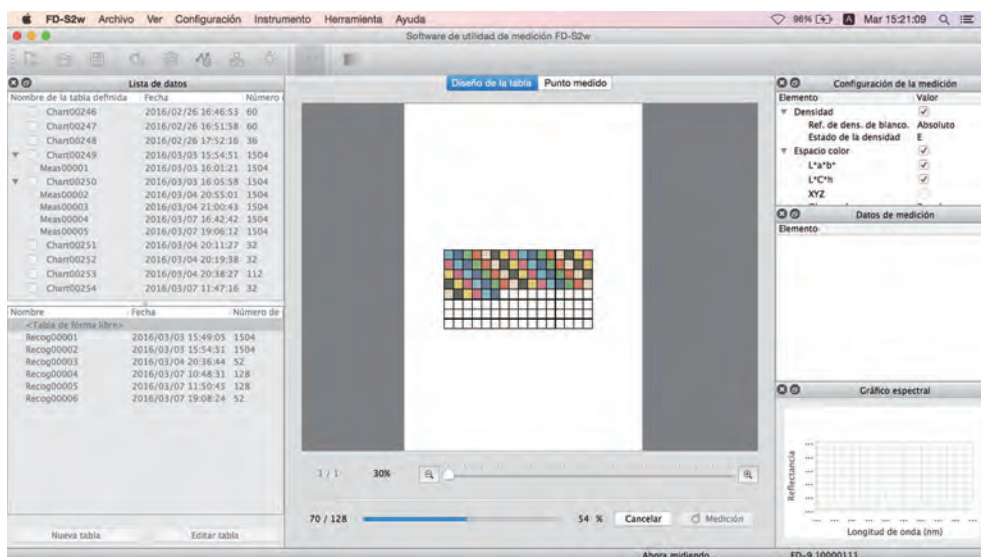 FD-S2w Archivo Ver Configuración Instrumento Herramienta Ayuda 96% A Mar 15:21:09
Software de utilidad de medición FD-S2w
Lista de datos
Nombre de la tabla definida Fecha Número
Chart00246 2016/02/26 16:46:53 60
Chart00247 2016/02/26 16:51:58 60
Chart00248 2016/02/26 17:52:16 36
Chart00249 2016/03/03 15:54:51 1504
Meas00001 2016/03/03 16:01:21 1504
Chart00250 2016/03/03 16:05:58 1504
Meas00002 2016/03/04 20:55:01 1504
Meas00003 2016/03/04 21:00:43 1504
Meas00004 2016/03/07 16:42:42 1504
Meas00005 2016/03/07 19:06:12 1504
Chart00251 2016/03/04 20:11:27 32
Chart00252 2016/03/04 20:19:38 32
Chart00253 2016/03/04 20:38:27 112
Chart00254 2016/03/07 11:47:16 32
Nombre Fecha Número de
<Tabla de forma libre>
Recog00001 2016/03/03 15:49:05 1504
Recog00002 2016/03/03 15:54:51 1504
Recog00003 2016/03/04 20:36:44 52
Recog00004 2016/03/07 10:48:31 128
Recog00005 2016/03/07 11:50:45 128
Recog00006 2016/03/07 19:08:24 52
Nueva tabla Editar tabla
Diseño de la tabla Punto medido
1 / 1 30%
70 / 128 54 % Cancelar Medición
Configuración de la medición
Elemento Valor
Densidad
Ref. de dens. de blanco. Absoluto
Estado de la densidad E
Espacio color
L*a*b*
L*C*h
XYZ
Datos de medición
Elemento
Gráfico espectral
Reflectancia
Longitud de onda (nm)
Ahora midiendo... FD-9 10000111